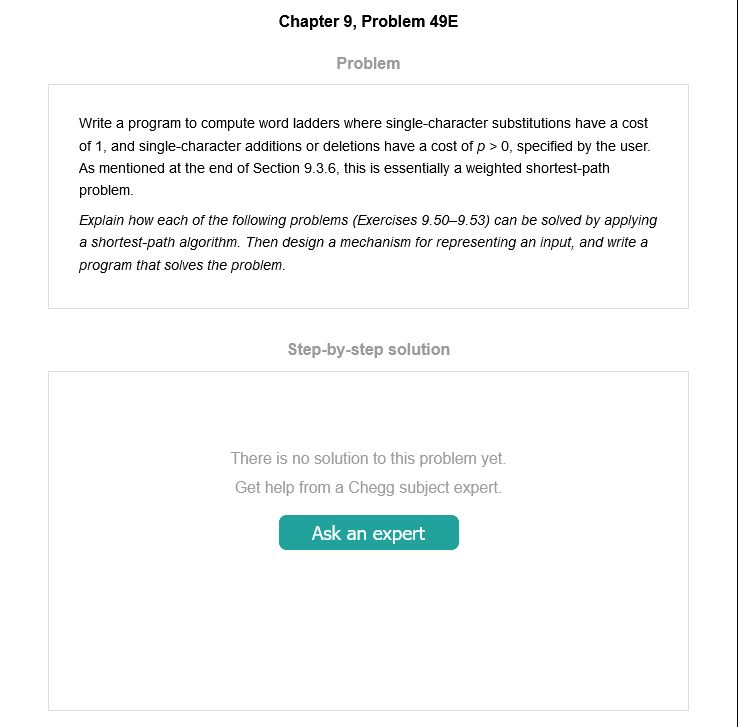 Chapter 9, Problem 49E
Problem
Write a program to compute word ladders where single-character substitutions have a cost
of 1, and single-character additions or deletions have a cost of p > 0, specified by the user.
As mentioned at the end of Section 9.3.6, this is essentially a weighted shortest-path
problem.
Explain how each of the following problems (Exercises 9.50–9.53) can be solved by applying
a shortest-path algorithm. Then design a mechanism for representing an input, and write a
program that solves the problem.
Step-by-step solution
There is no solution to this problem yet.
Get help from a Chegg subject expert.
Ask an expert